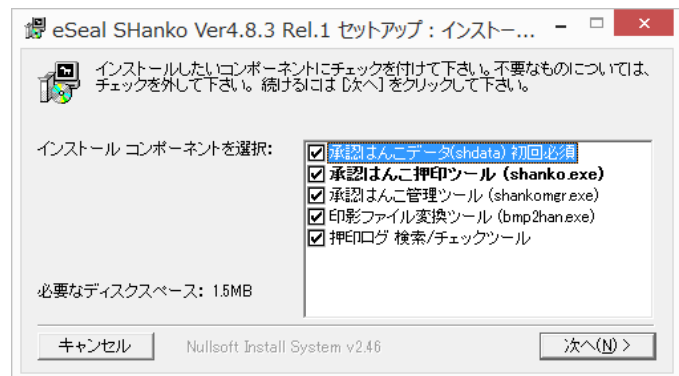 eSeal SHanko Ver4.8.3 Rel.1 セットアップ：インストー...
インストールしたいコンポーネントにチェックを付けて下さい。不要なものについては、
チェックを外して下さい。続けるには [次へ] をクリックして下さい。
インストール コンポーネントを選択:
承認はんこデータ(shdata) 初回必須
承認はんこ押印ツール (shanko.exe)
承認はんこ管理ツール (shankomgr.exe)
印影ファイル変換ツール (bmp2han.exe)
押印ログ 検索/チェックツール
必要なディスクスペース: 1.5MB
キャンセル
Nullsoft Install System v2.46
次へ(N) >